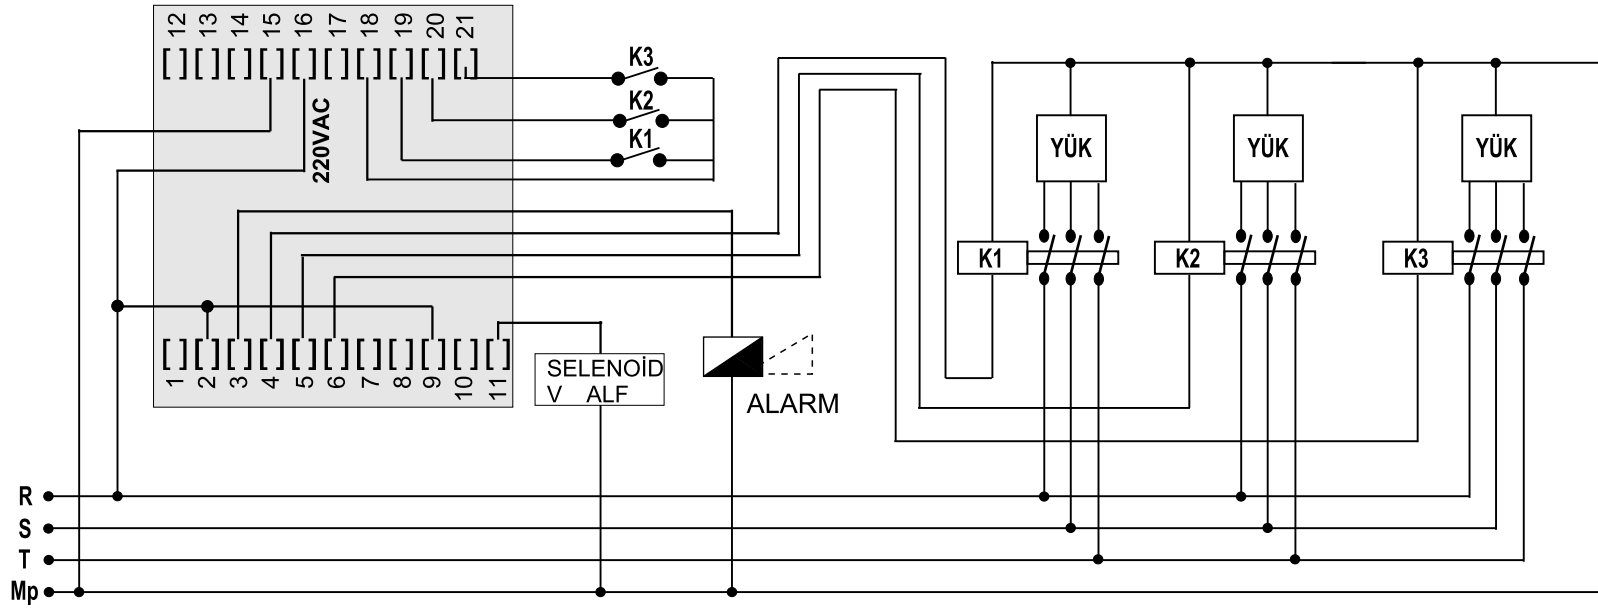 12 13 14 15 16 17 18 19 20 21
220VAC
K3
K2
K1
YÜK YÜK YÜK
K1 K2 K3
1 2 3 4 5 6 7 8 9 10 11
SELENOİD
V ALF
ALARM
R
S
T
Mp